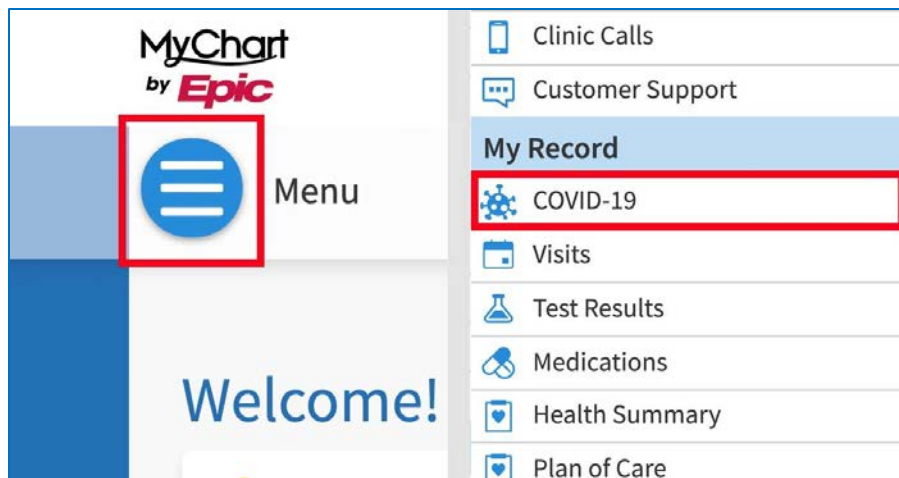 MyChart
by Epic
Menu
Welcome!
Clinic Calls
Customer Support
My Record
COVID-19
Visits
Test Results
Medications
Health Summary
Plan of Care